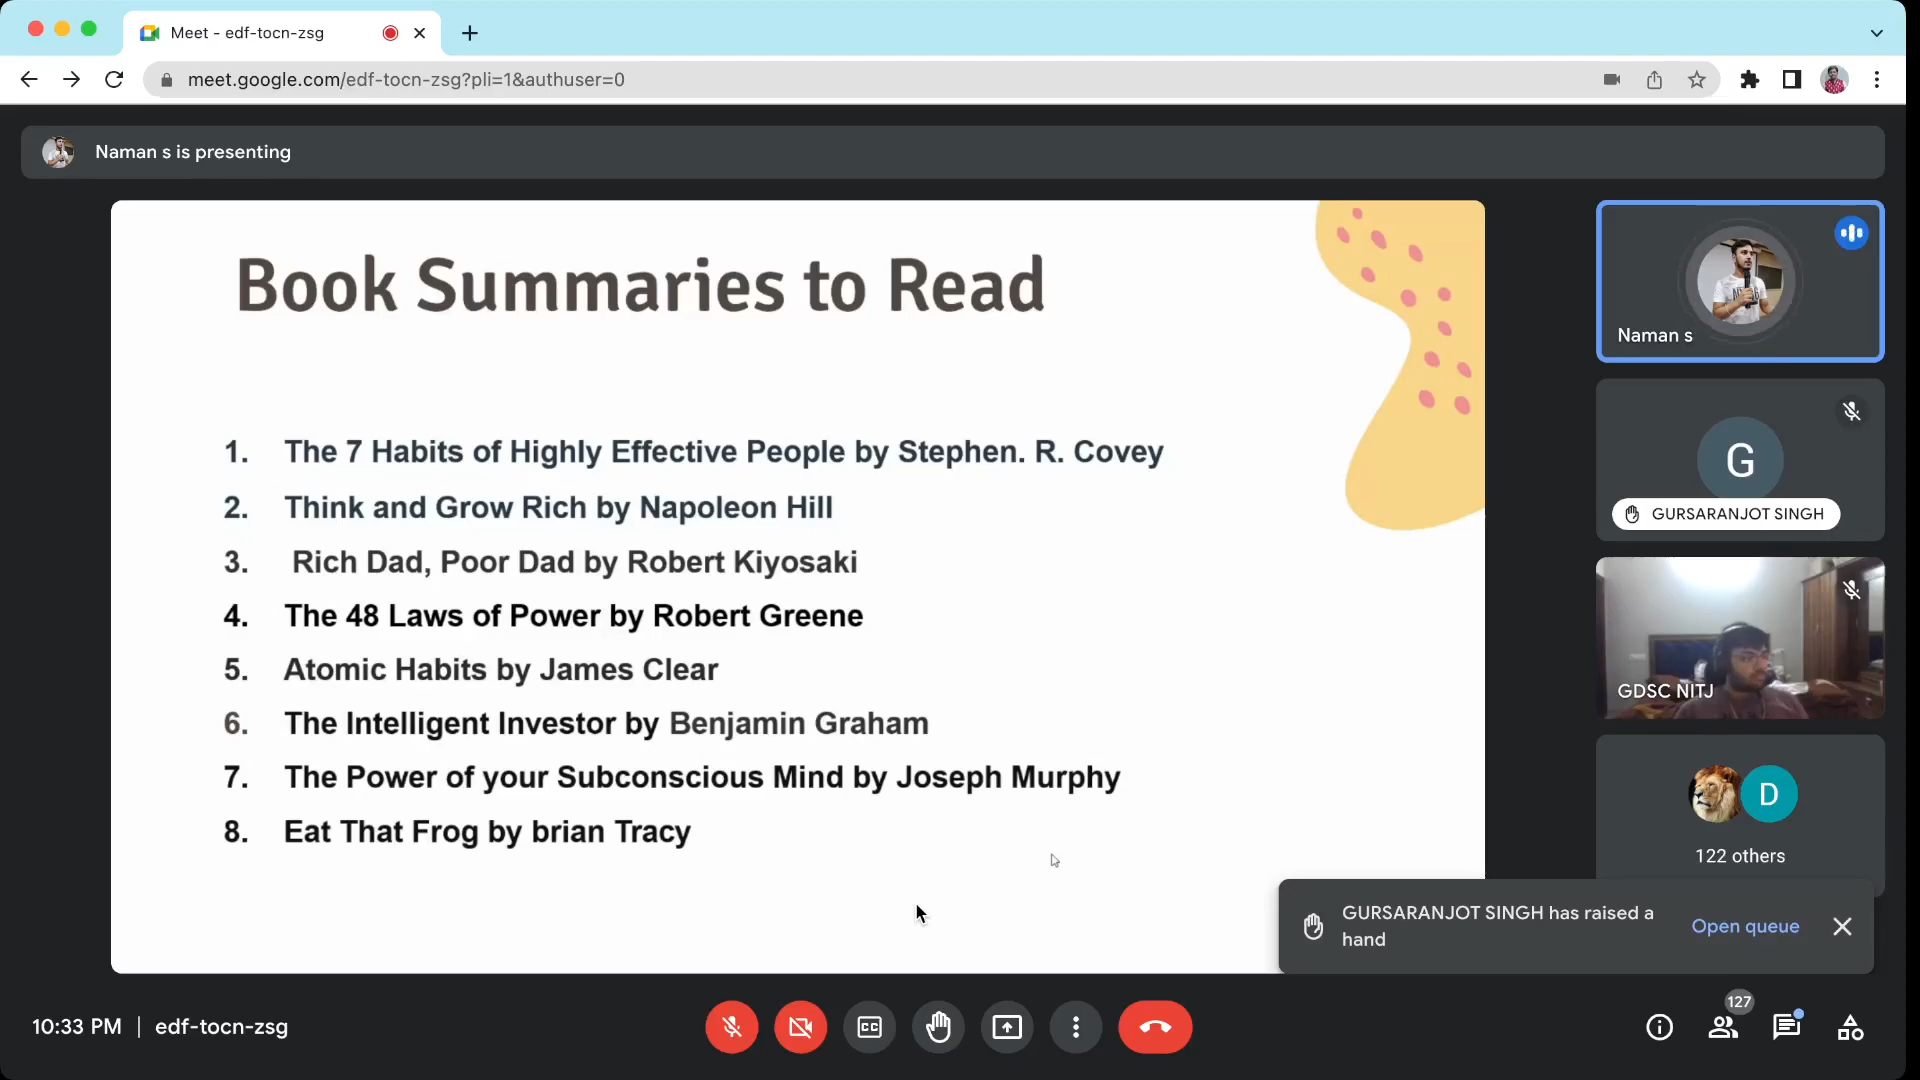 Meet - edf-tocn-zsg
meet.google.com/edf-tocn-zsg?pli=1&authuser=0
Naman s is presenting
Book Summaries to Read
1. The 7 Habits of Highly Effective People by Stephen. R. Covey
2. Think and Grow Rich by Napoleon Hill
3. Rich Dad, Poor Dad by Robert Kiyosaki
4. The 48 Laws of Power by Robert Greene
5. Atomic Habits by James Clear
6. The Intelligent Investor by Benjamin Graham
7. The Power of your Subconscious Mind by Joseph Murphy
8. Eat That Frog by brian Tracy
Naman s
G
GURSARANJOT SINGH
GDSC NITJ
D
122 others
GURSARANJOT SINGH has raised a
hand
Open queue
10:33 PM | edf-tocn-zsg
CC
127